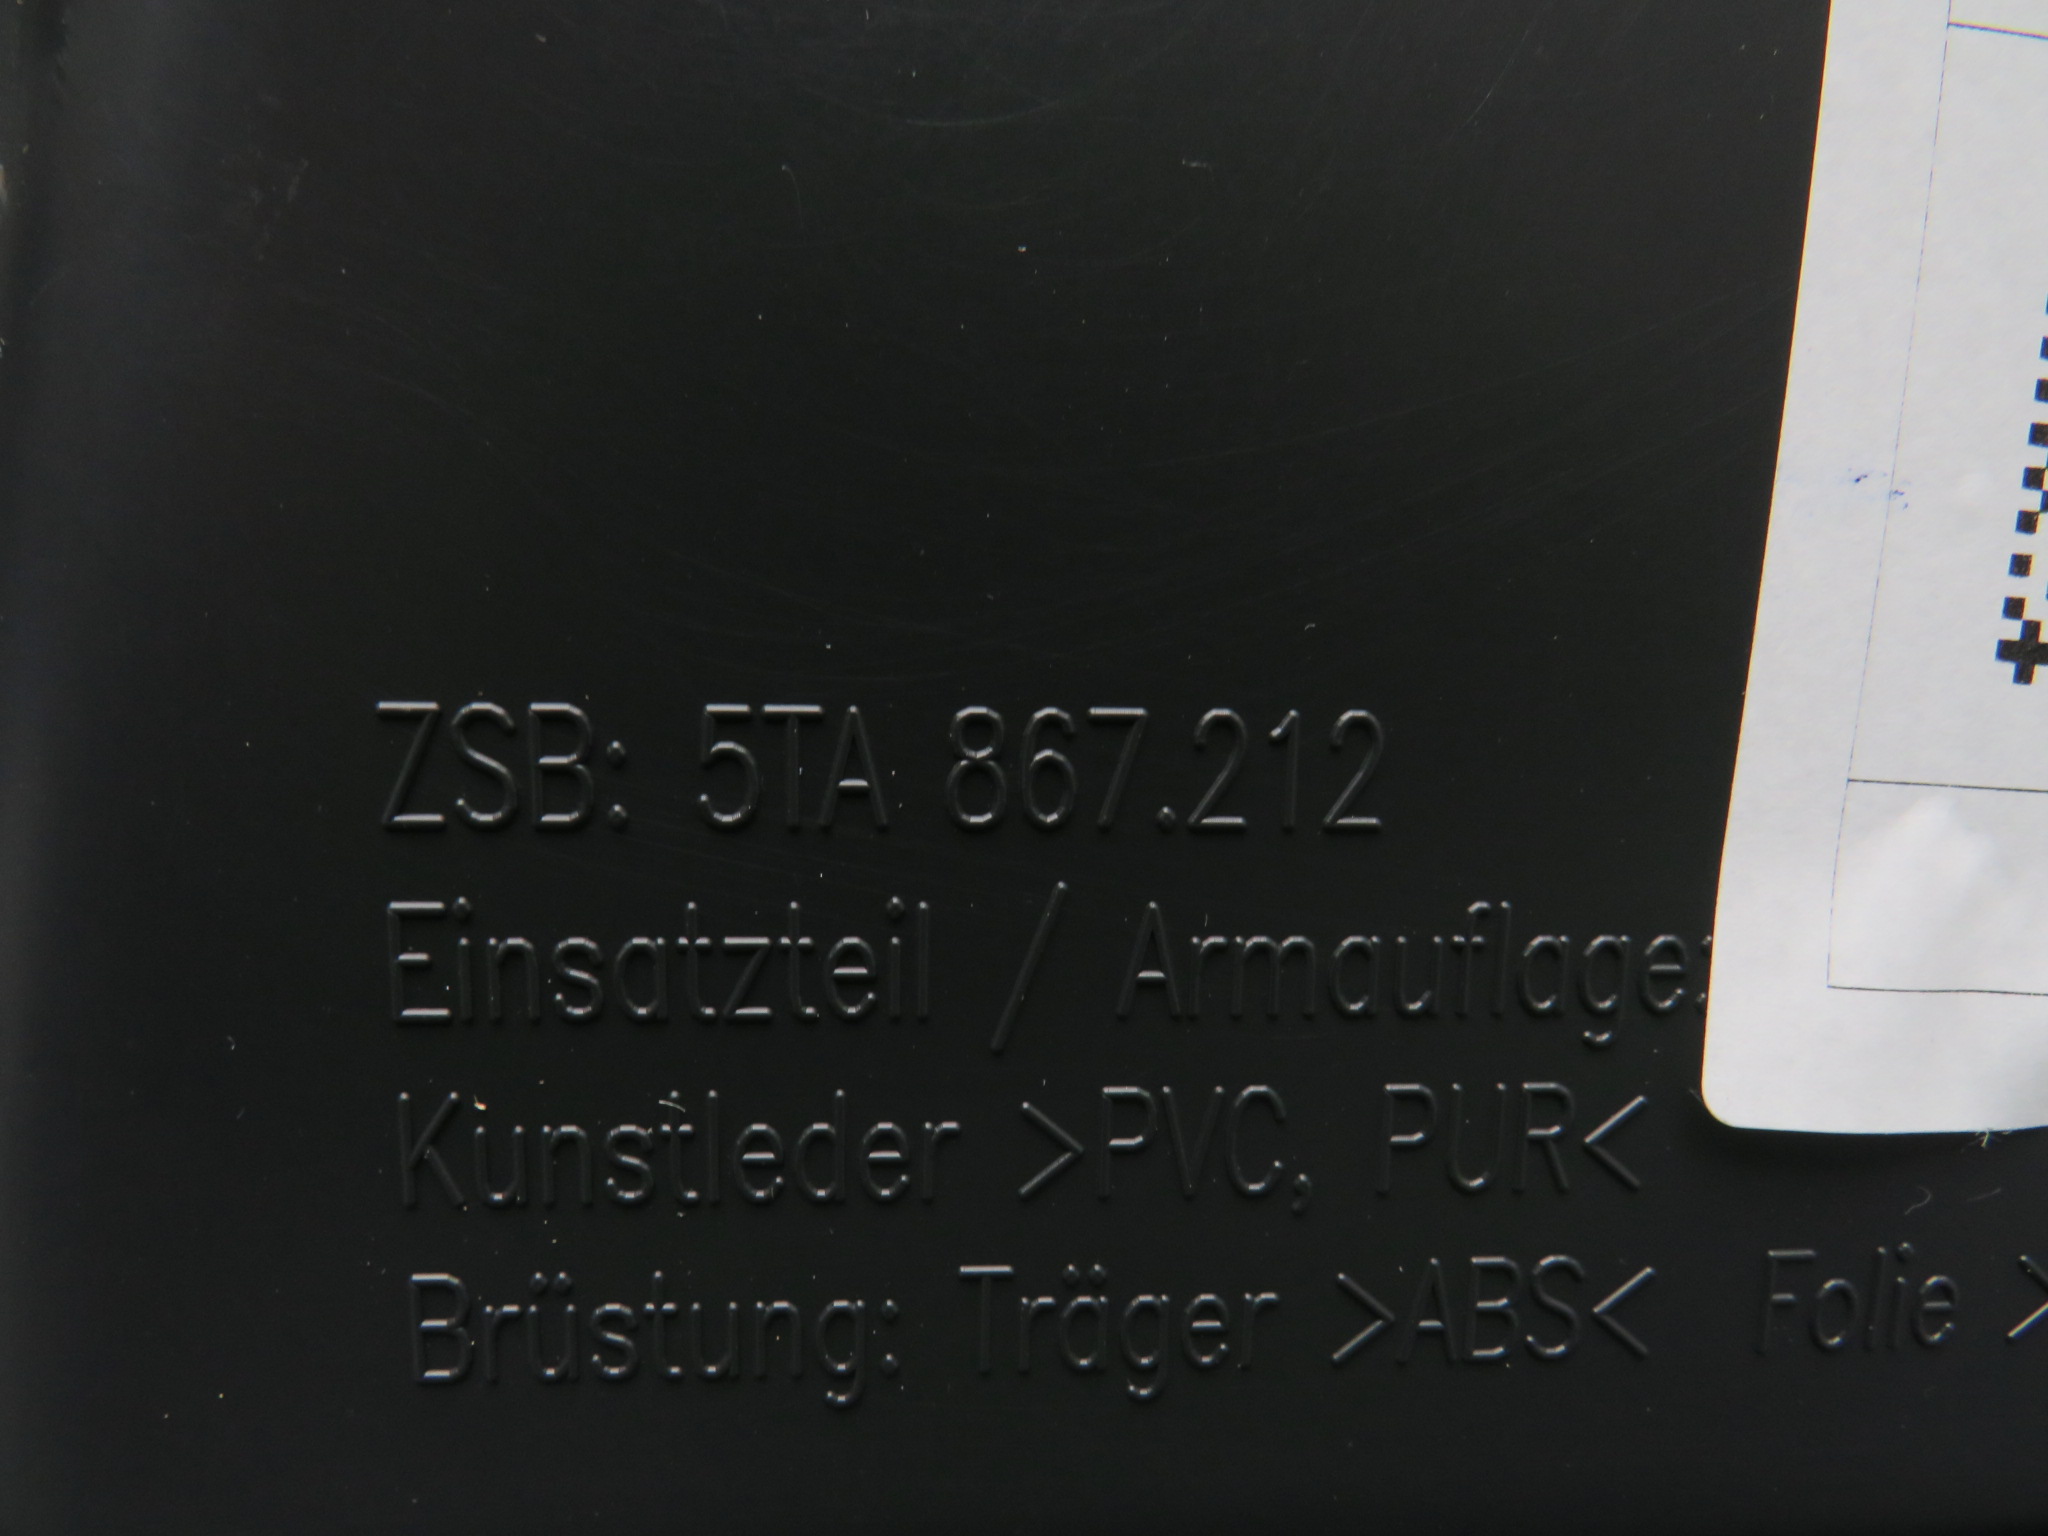 ZSB: 5TA 867.212
Einsatzteil / Armauflage:
Kunstleder >PVC, PUR<
Brüstung: Träger >ABS< Folie >